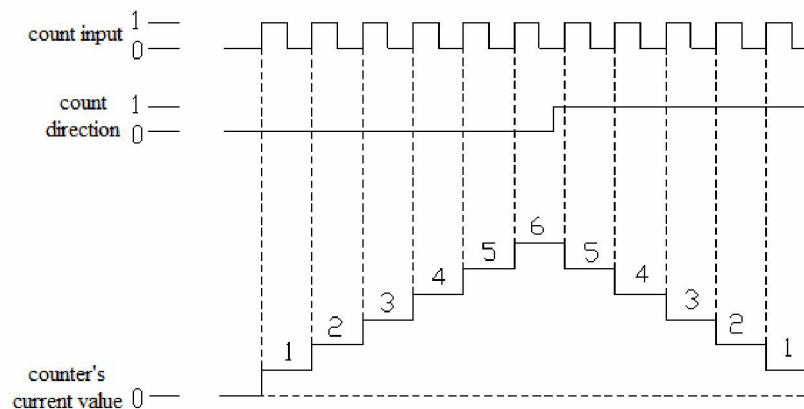 1
count input
0
count 1
direction 0
6
5 5
4 4
3 3
2 2
1 1
counter's
current value 0